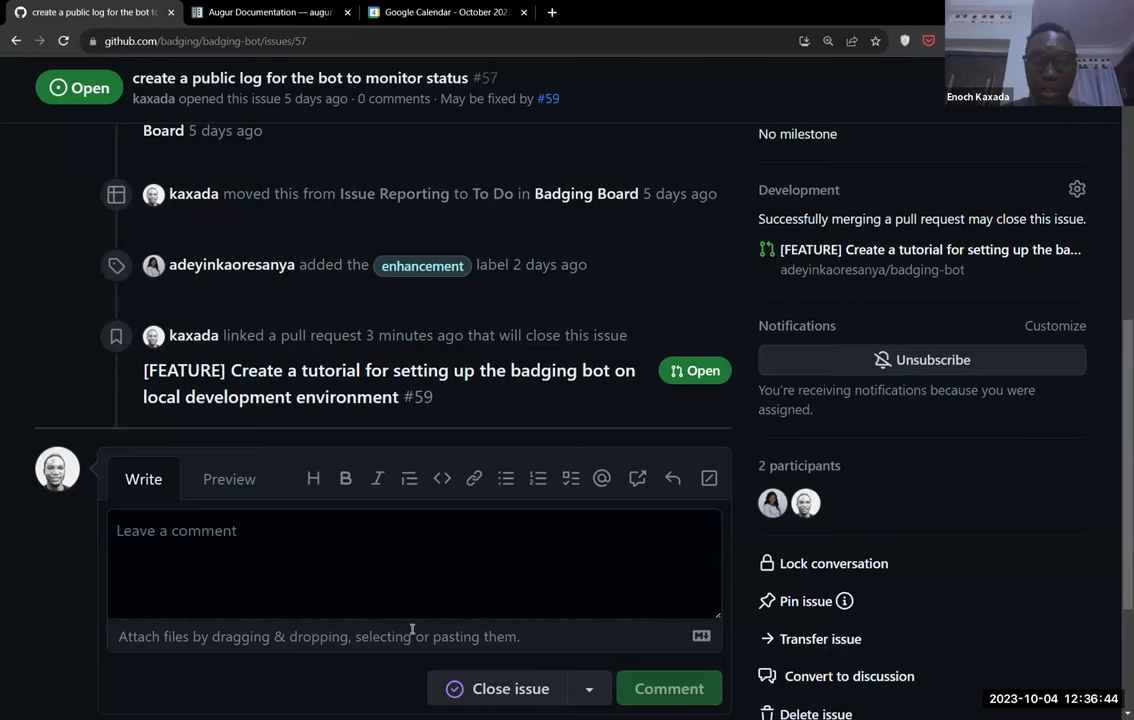 create a public log for the bot to
Augur Documentation — augur
Google Calendar - October 202
github.com/badging/badging-bot/issues/57
Enoch Kaxada
Open
create a public log for the bot to monitor status #57
kaxada opened this issue 5 days ago · 0 comments · May be fixed by #59
Board 5 days ago
kaxada moved this from Issue Reporting to To Do in Badging Board 5 days ago
adeyinkaoresanya added the enhancement label 2 days ago
kaxada linked a pull request 3 minutes ago that will close this issue
[FEATURE] Create a tutorial for setting up the badging bot on
local development environment #59
Open
Write
Preview
Leave a comment
Attach files by dragging & dropping, selecting or pasting them.
Close issue
Comment
No milestone
Development
Successfully merging a pull request may close this issue.
[FEATURE] Create a tutorial for setting up the ba...
adeyinkaoresanya/badging-bot
Notifications
Customize
Unsubscribe
You're receiving notifications because you were
assigned.
2 participants
Lock conversation
Pin issue
Transfer issue
Convert to discussion
Delete issue
2023-10-04 12:36:44